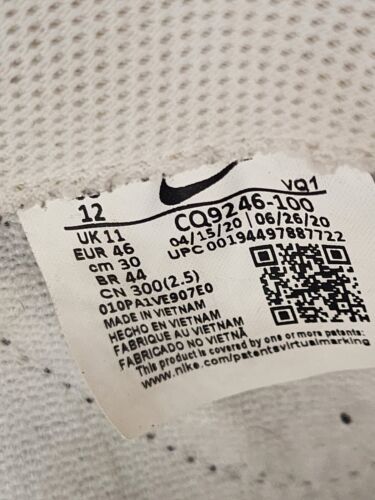 12 VQ1
UK 11 CQ9246-100
EUR 46 04/15/20 | 06/26/20
cm 30 UPC 00194497887722
BR 44
CN 300(2.5)
010PA1VE907E0
MADE IN VIETNAM
HECHO EN VIETNAM
FABRIQUE AU VIETNAM
FABRICADO NO VIETNÃ
This product is covered by one or more patents:
www.nike.com/patentsvirtualmarking